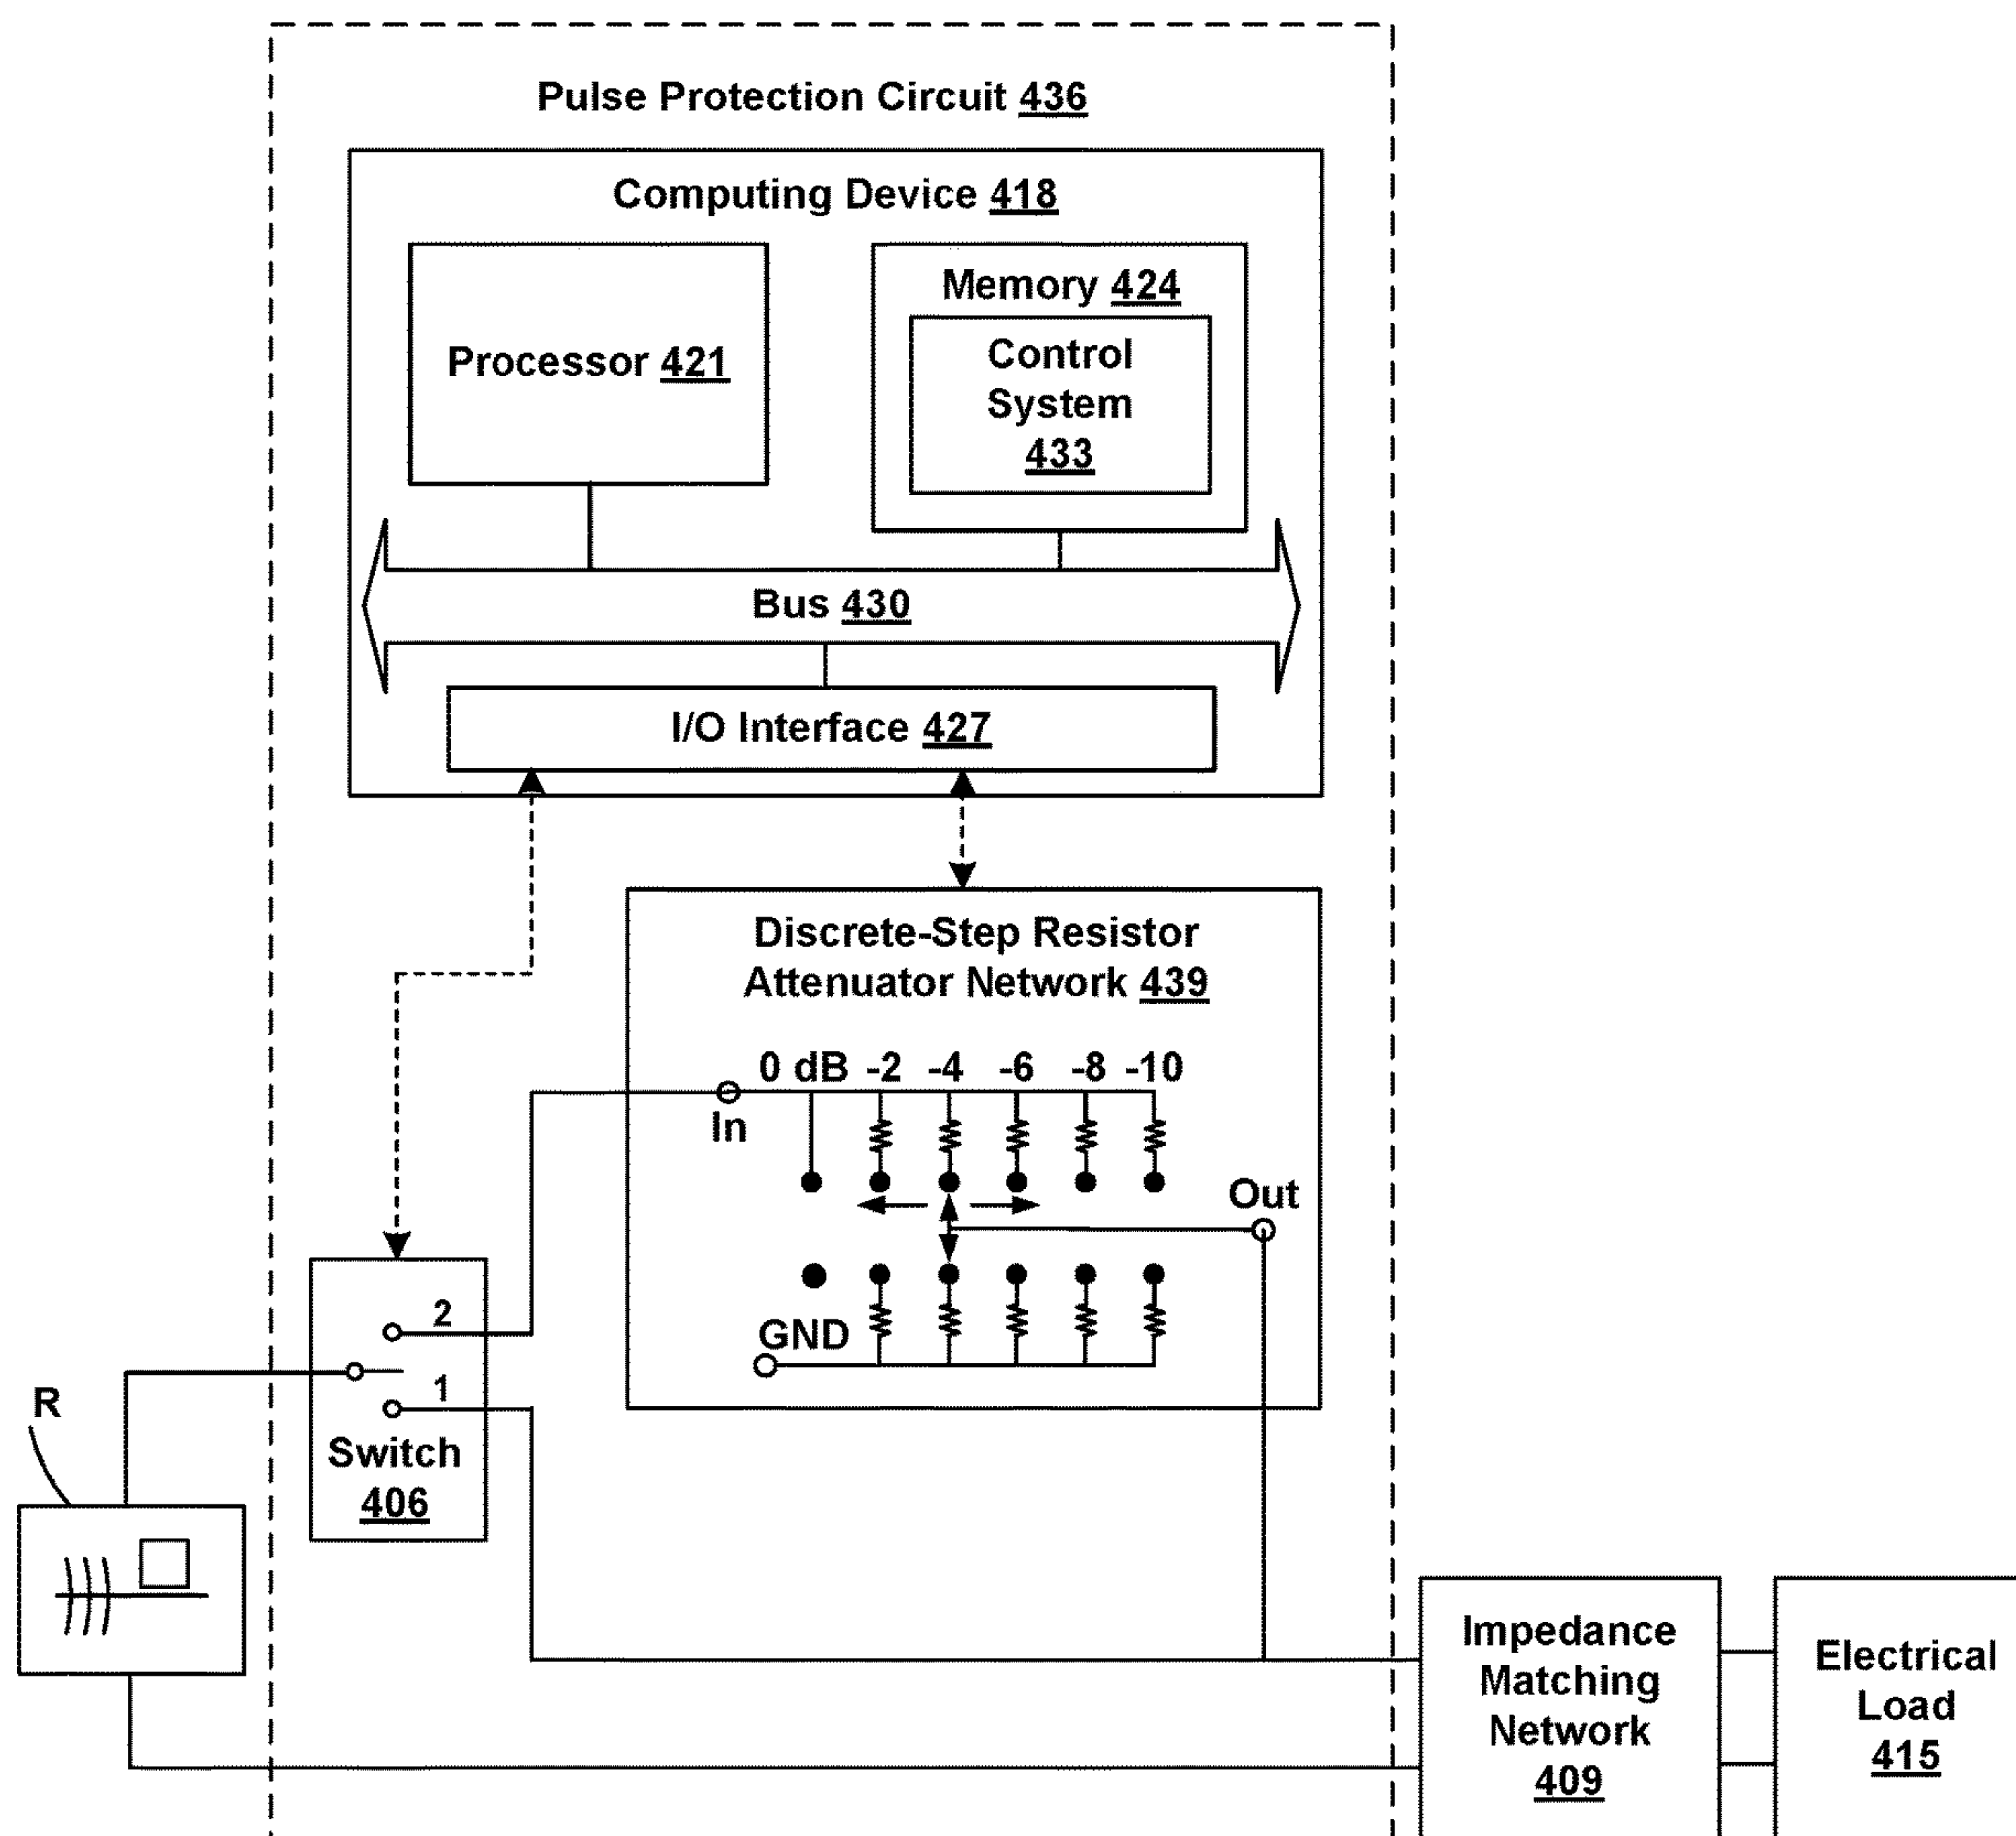 Pulse Protection Circuit 436
Computing Device 418
Processor 421
Memory 424
Control
System
433
Bus 430
I/O Interface 427
Discrete-Step Resistor
Attenuator Network 439
0 dB -2 -4 -6 -8 -10
In
Out
GND
2
1
Switch
406
R
Impedance
Matching
Network
409
Electrical
Load
415